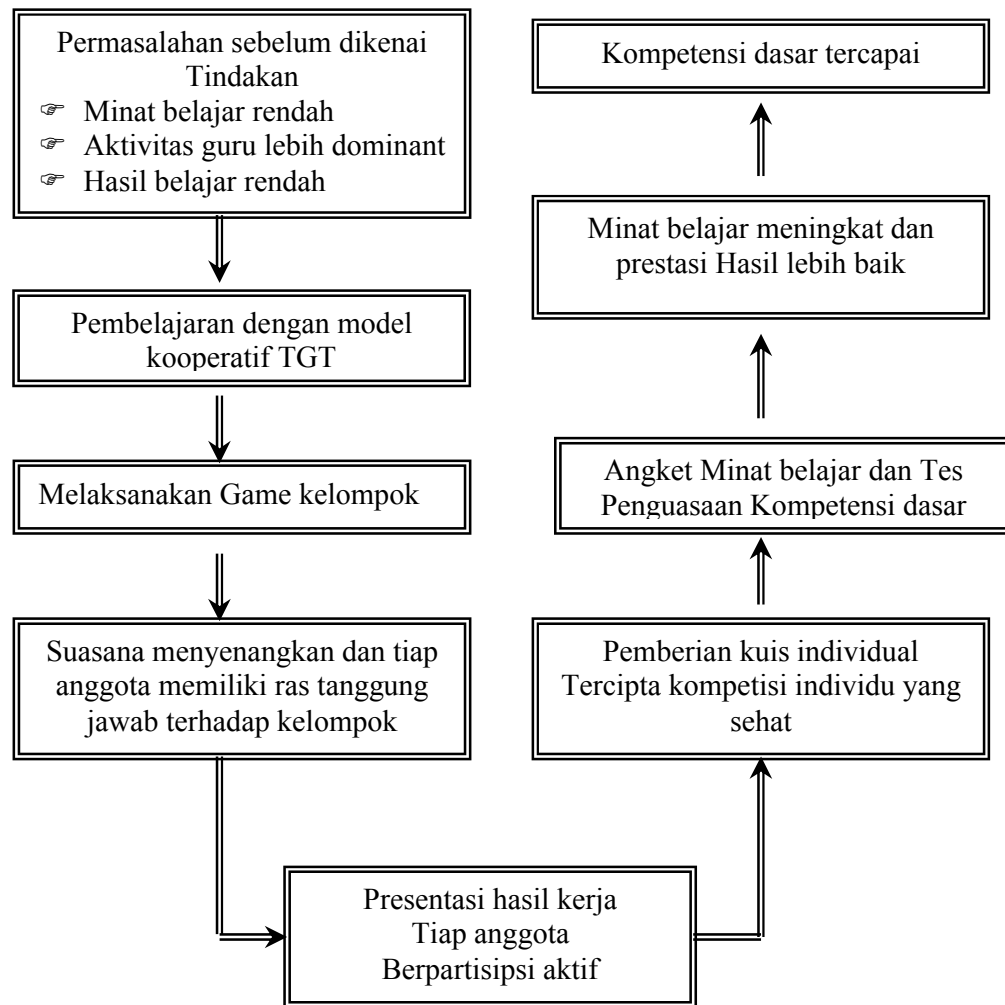 Permasalahan sebelum dikenai
Tindakan
☞ Minat belajar rendah
☞ Aktivitas guru lebih dominant
☞ Hasil belajar rendah
Pembelajaran dengan model
kooperatif TGT
Melaksanakan Game kelompok
Suasana menyenangkan dan tiap
anggota memiliki ras tanggung
jawab terhadap kelompok
Presentasi hasil kerja
Tiap anggota
Berpartisipsi aktif
Pemberian kuis individual
Tercipta kompetisi individu yang
sehat
Angket Minat belajar dan Tes
Penguasaan Kompetensi dasar
Minat belajar meningkat dan
prestasi Hasil lebih baik
Kompetensi dasar tercapai